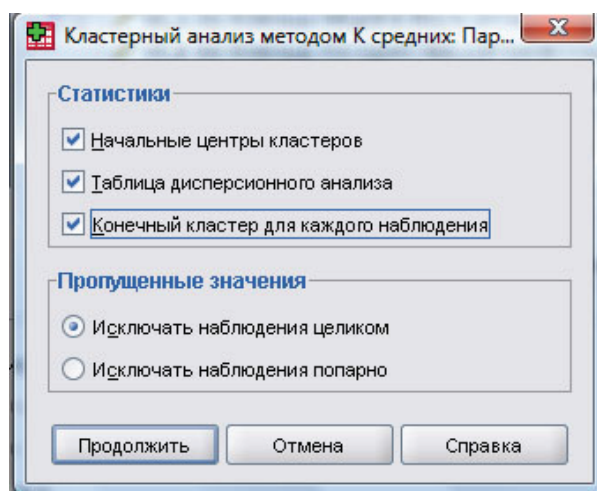 Кластерный анализ методом К средних: Пар...
Статистики
Начальные центры кластеров
Таблица дисперсионного анализа
Конечный кластер для каждого наблюдения
Пропущенные значения
Исключать наблюдения целиком
Исключать наблюдения попарно
Продолжить Отмена Справка